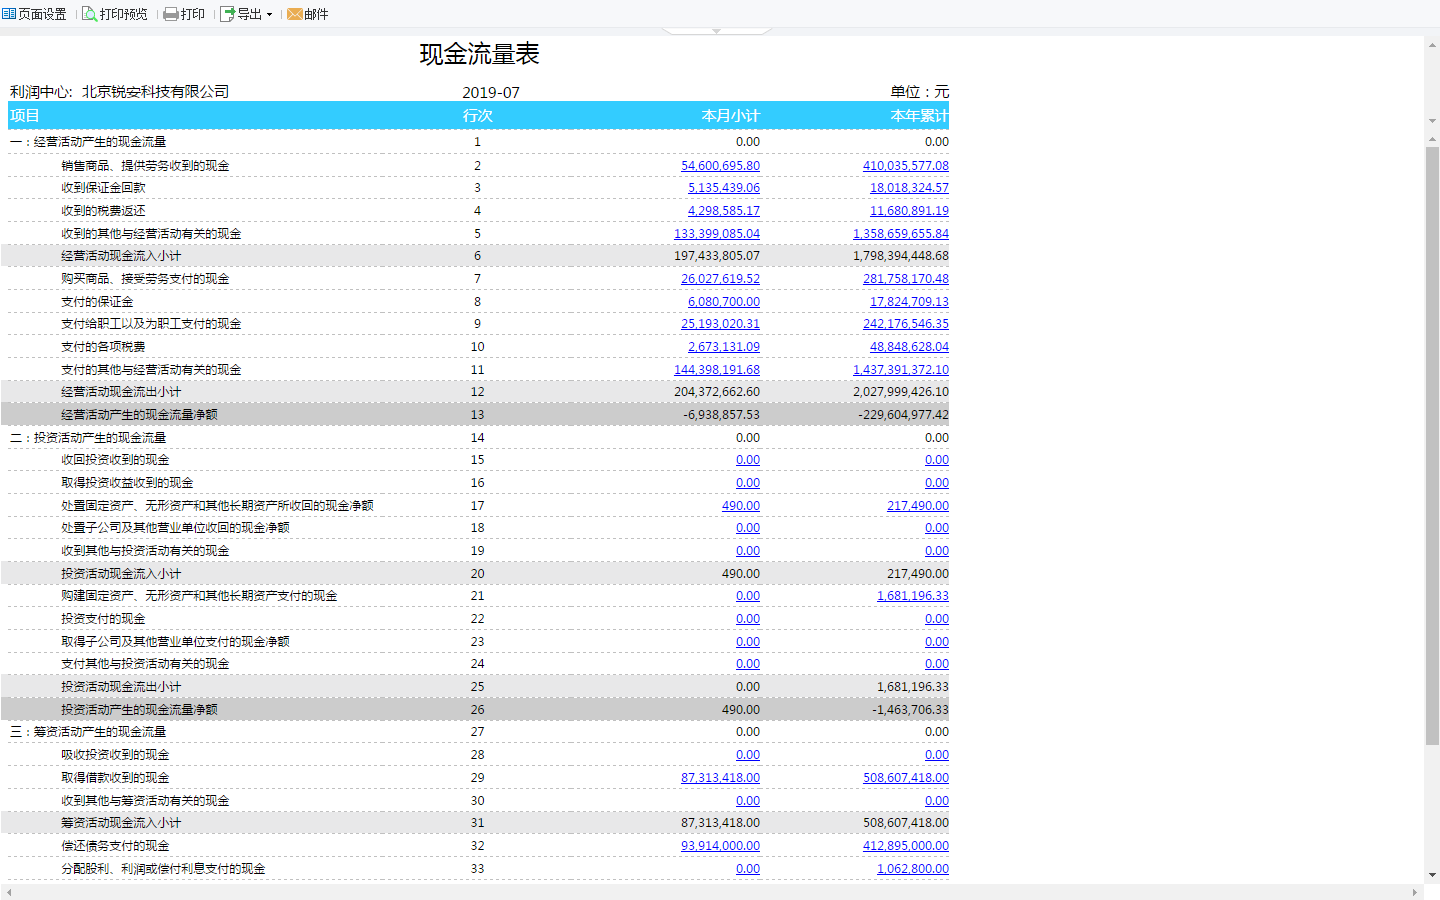 页面设置 打印预览 打印 导出 邮件
现金流量表
利润中心: 北京锐安科技有限公司 2019-07 单位：元
项目 行次 本月小计 本年累计
一：经营活动产生的现金流量 1 0.00 0.00
销售商品、提供劳务收到的现金 2 54,600,695.80 410,035,577.08
收到保证金回款 3 5,135,439.06 18,018,324.57
收到的税费返还 4 4,298,585.17 11,680,891.19
收到的其他与经营活动有关的现金 5 133,399,085.04 1,358,659,655.84
经营活动现金流入小计 6 197,433,805.07 1,798,394,448.68
购买商品、接受劳务支付的现金 7 26,027,619.52 281,758,170.48
支付的保证金 8 6,080,700.00 17,824,709.13
支付给职工以及为职工支付的现金 9 25,193,020.31 242,176,546.35
支付的各项税费 10 2,673,131.09 48,848,628.04
支付的其他与经营活动有关的现金 11 144,398,191.68 1,437,391,372.10
经营活动现金流出小计 12 204,372,662.60 2,027,999,426.10
经营活动产生的现金流量净额 13 -6,938,857.53 -229,604,977.42
二：投资活动产生的现金流量 14 0.00 0.00
收回投资收到的现金 15 0.00 0.00
取得投资收益收到的现金 16 0.00 0.00
处置固定资产、无形资产和其他长期资产所收回的现金净额 17 490.00 217,490.00
处置子公司及其他营业单位收回的现金净额 18 0.00 0.00
收到其他与投资活动有关的现金 19 0.00 0.00
投资活动现金流入小计 20 490.00 217,490.00
购建固定资产、无形资产和其他长期资产支付的现金 21 0.00 1,681,196.33
投资支付的现金 22 0.00 0.00
取得子公司及其他营业单位支付的现金净额 23 0.00 0.00
支付其他与投资活动有关的现金 24 0.00 0.00
投资活动现金流出小计 25 0.00 1,681,196.33
投资活动产生的现金流量净额 26 490.00 -1,463,706.33
三：筹资活动产生的现金流量 27 0.00 0.00
吸收投资收到的现金 28 0.00 0.00
取得借款收到的现金 29 87,313,418.00 508,607,418.00
收到其他与筹资活动有关的现金 30 0.00 0.00
筹资活动现金流入小计 31 87,313,418.00 508,607,418.00
偿还债务支付的现金 32 93,914,000.00 412,895,000.00
分配股利、利润或偿付利息支付的现金 33 0.00 1,062,800.00